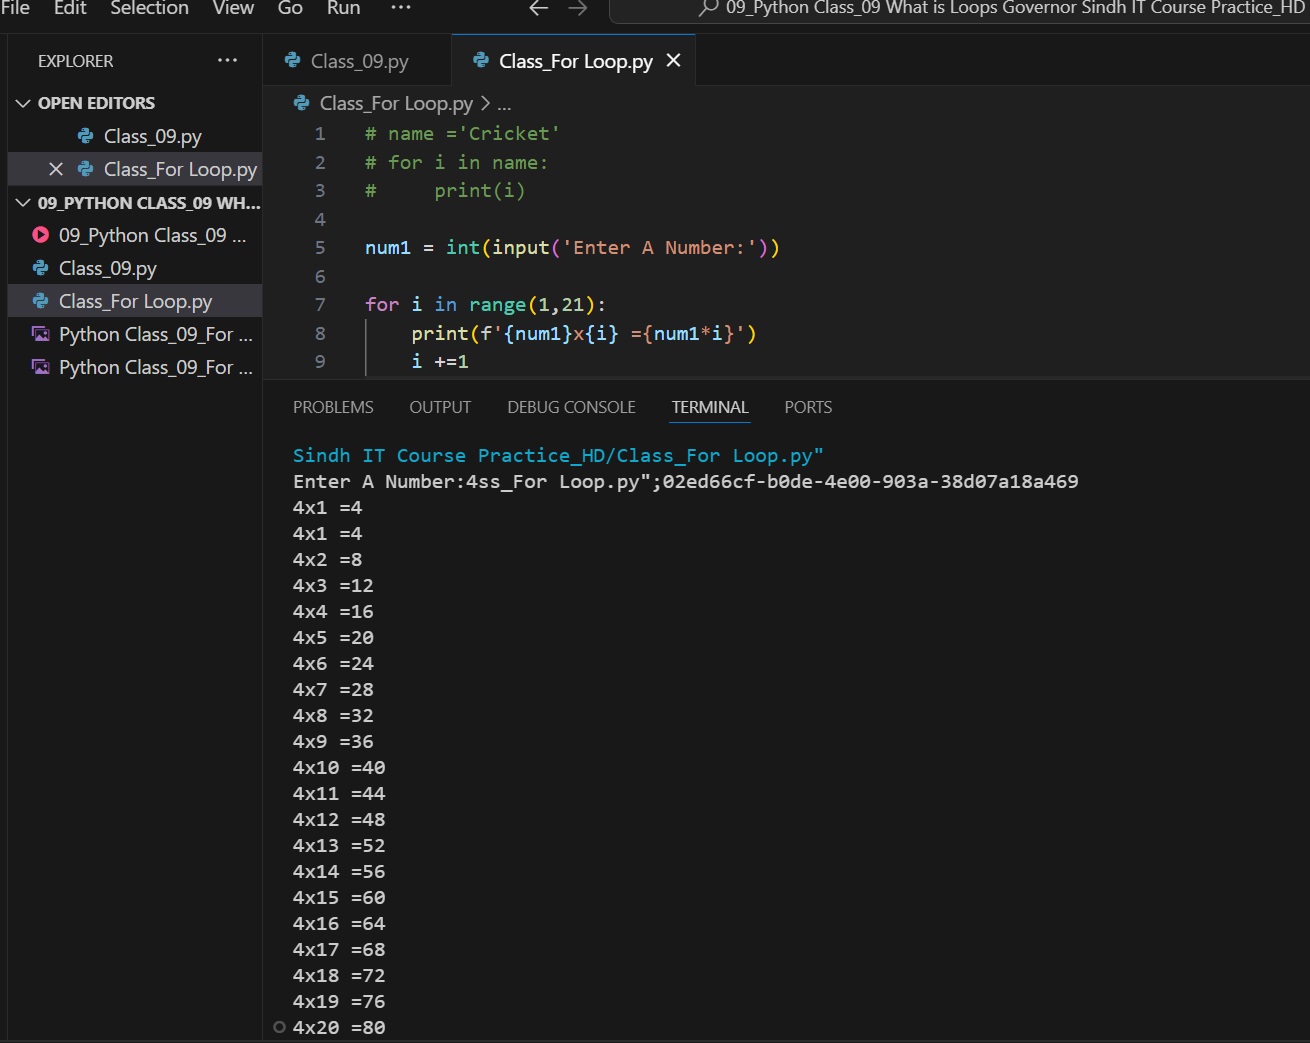 File Edit Selection View Go Run ...
09_Python Class_09 What is Loops Governor Sindh IT Course Practice_HD
EXPLORER ...
OPEN EDITORS
Class_09.py
Class_For Loop.py
09_PYTHON CLASS_09 WH...
09_Python Class_09 ...
Class_09.py
Class_For Loop.py
Python Class_09_For ...
Python Class_09_For ...
Class_09.py
Class_For Loop.py
Class_For Loop.py > ...
1 # name ='Cricket'
2 # for i in name:
3 #     print(i)
4
5 num1 = int(input('Enter A Number:'))
6
7 for i in range(1,21):
8     print(f'{num1}x{i} ={num1*i}')
9     i +=1
PROBLEMS OUTPUT DEBUG CONSOLE TERMINAL PORTS
Sindh IT Course Practice_HD/Class_For Loop.py"
Enter A Number:4ss_For Loop.py";02ed66cf-b0de-4e00-903a-38d07a18a469
4x1 =4
4x1 =4
4x2 =8
4x3 =12
4x4 =16
4x5 =20
4x6 =24
4x7 =28
4x8 =32
4x9 =36
4x10 =40
4x11 =44
4x12 =48
4x13 =52
4x14 =56
4x15 =60
4x16 =64
4x17 =68
4x18 =72
4x19 =76
4x20 =80